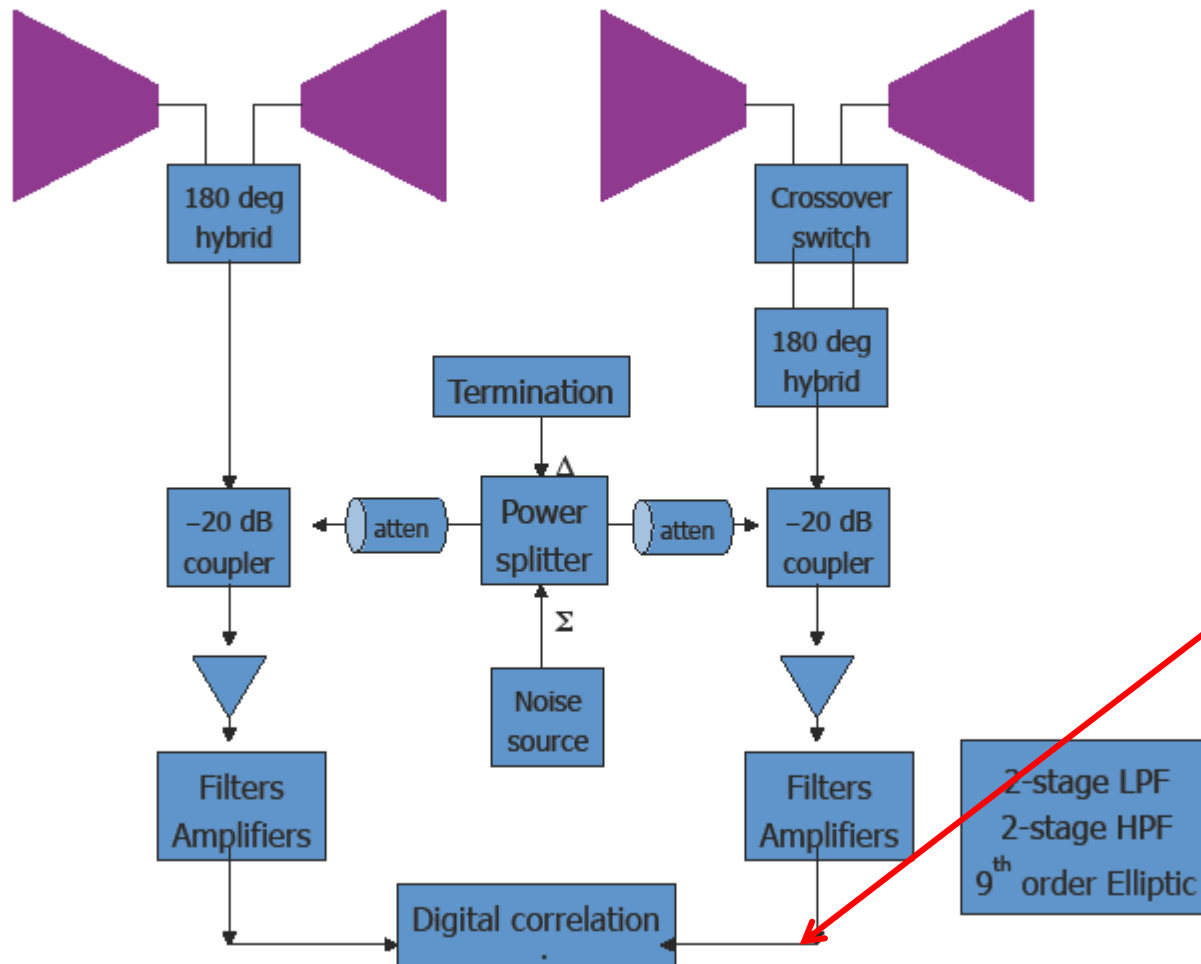 180 deg
hybrid
Crossover
switch
180 deg
hybrid
Termination
Δ
–20 dB
coupler
atten
Power
splitter
atten
–20 dB
coupler
Σ
Noise
source
Filters
Amplifiers
Filters
Amplifiers
2-stage LPF
2-stage HPF
9th order Elliptic
Digital correlation
.